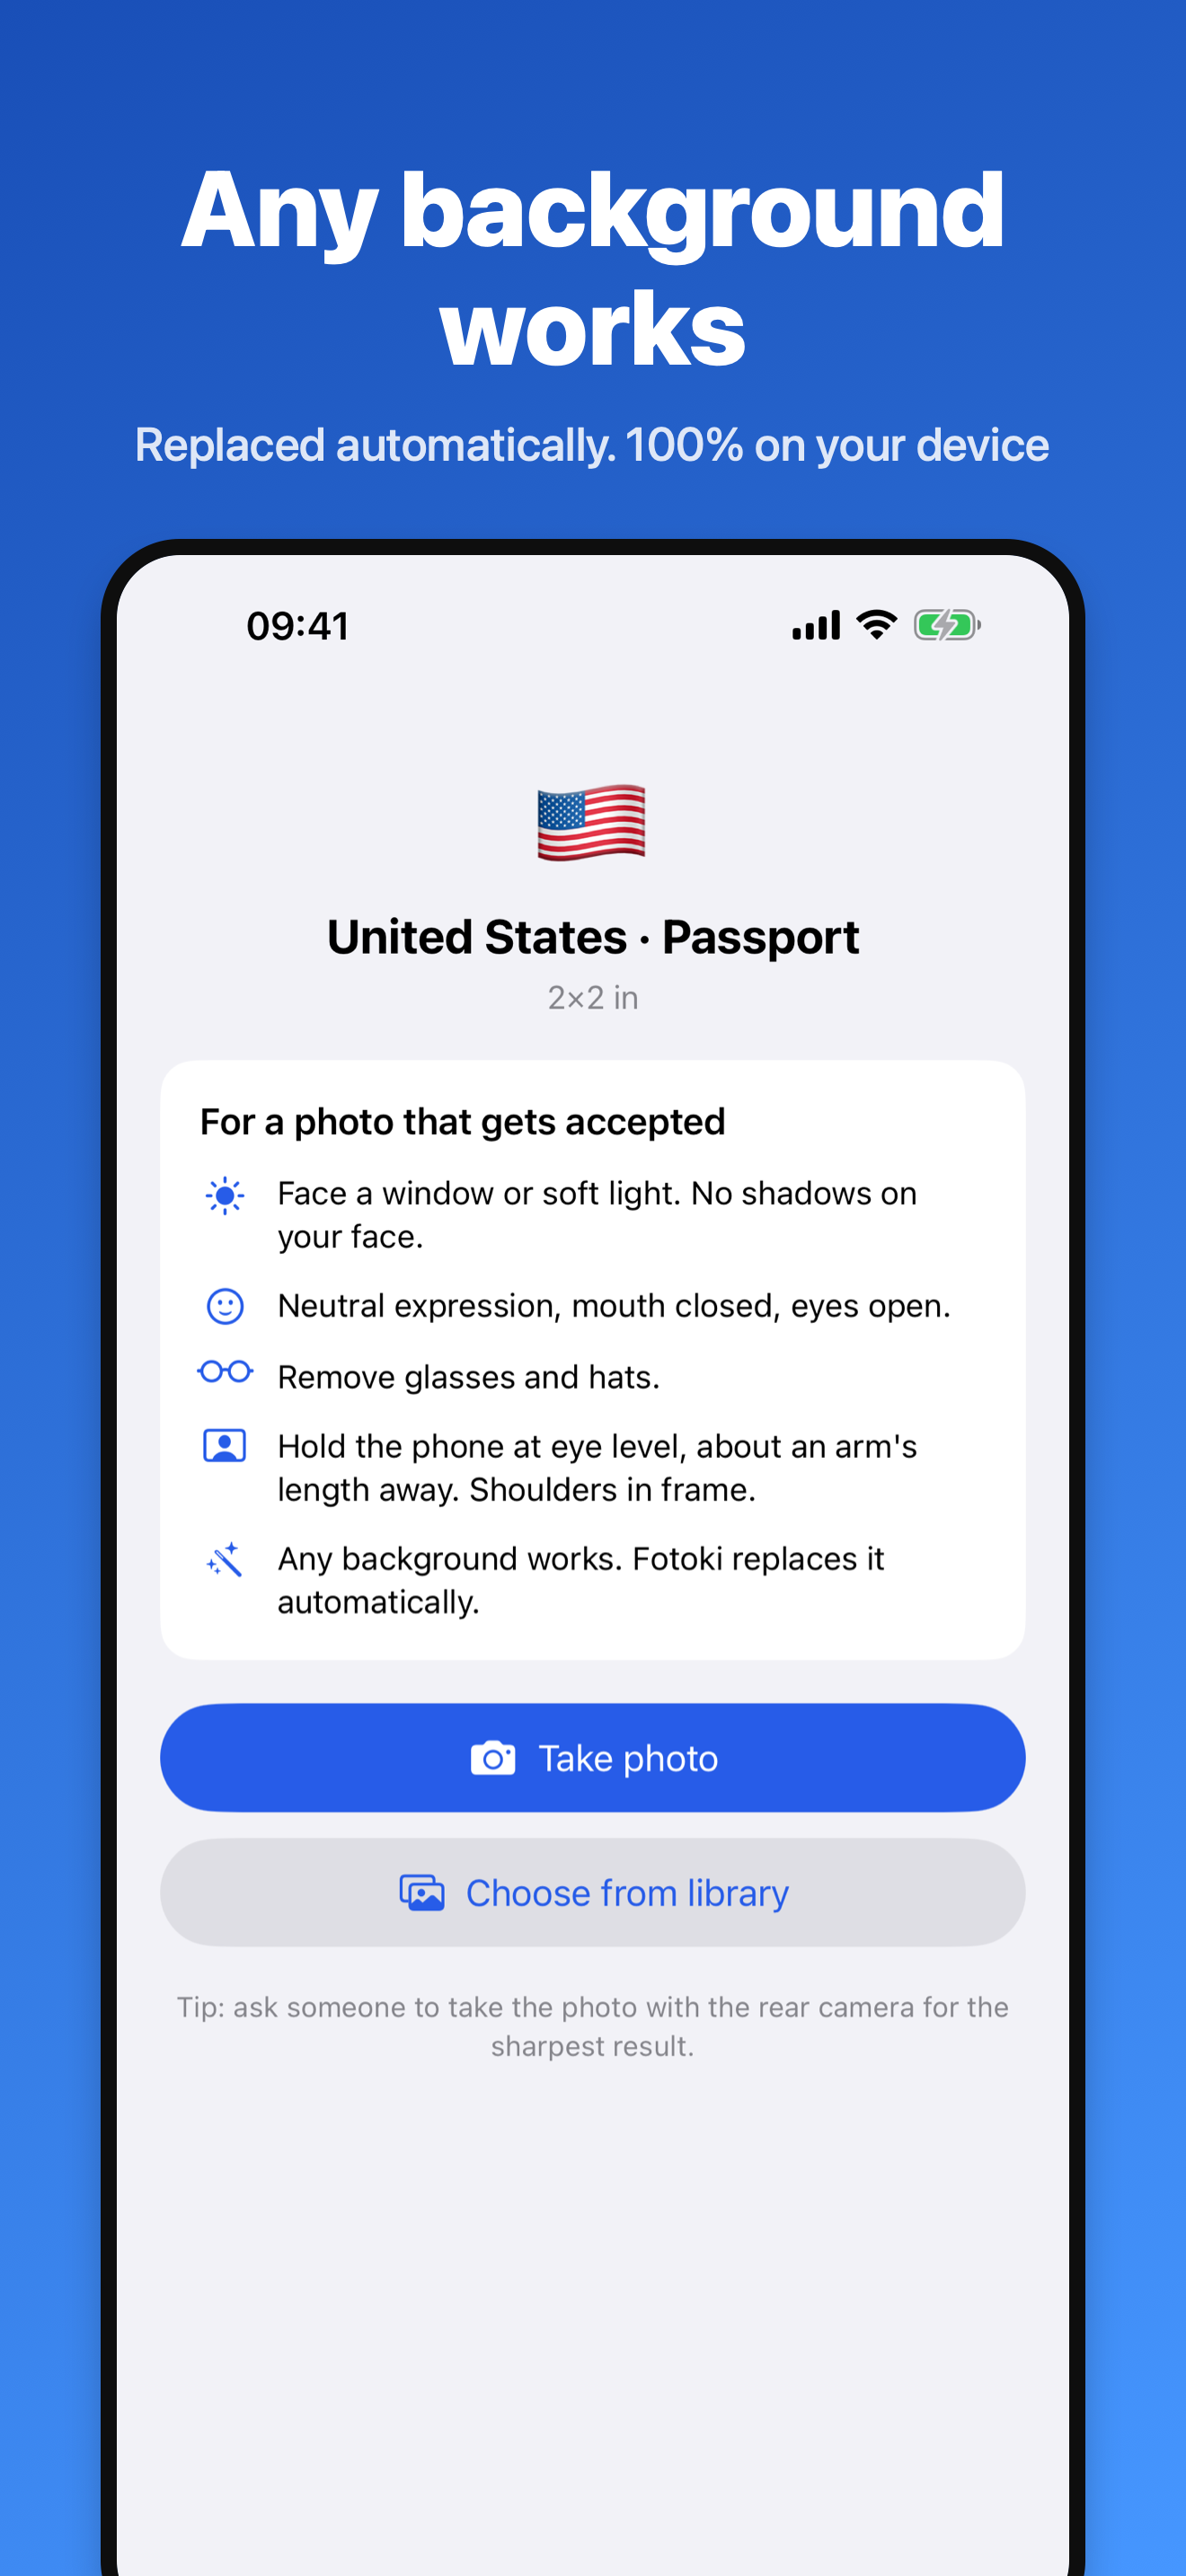 Any background
works
Replaced automatically. 100% on your device
09:41
United States · Passport
2×2 in
For a photo that gets accepted
Face a window or soft light. No shadows on
your face.
Neutral expression, mouth closed, eyes open.
Remove glasses and hats.
Hold the phone at eye level, about an arm's
length away. Shoulders in frame.
Any background works. Fotoki replaces it
automatically.
Take photo
Choose from library
Tip: ask someone to take the photo with the rear camera for the
sharpest result.